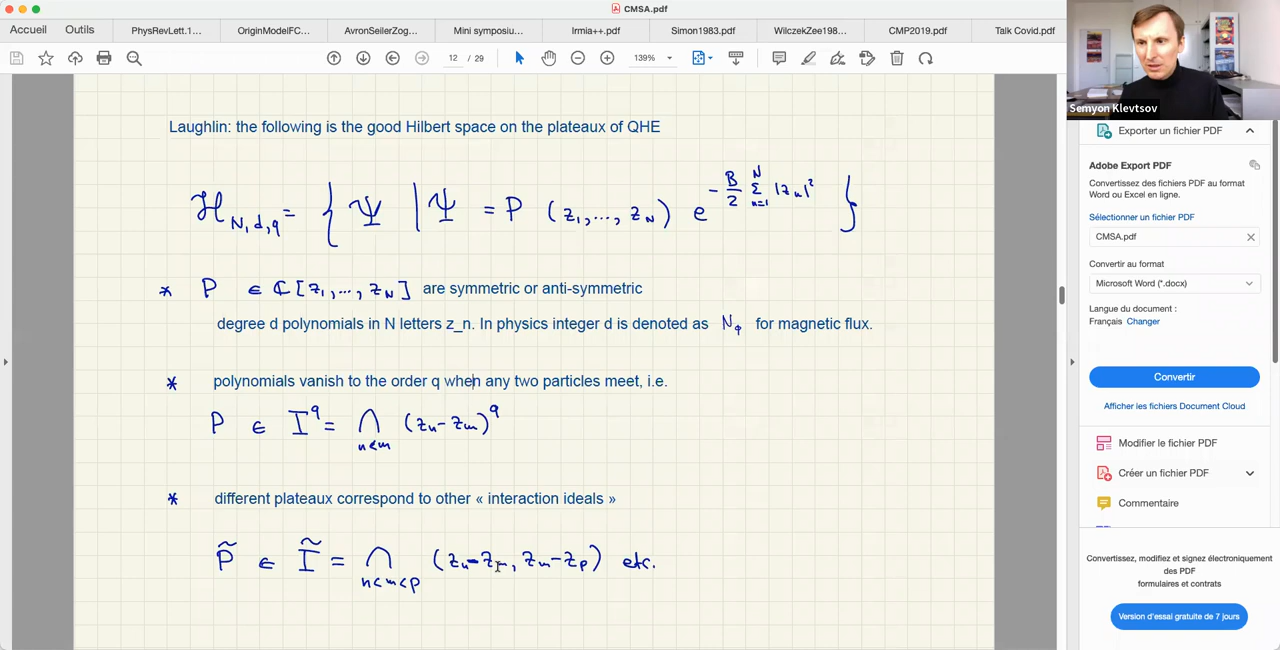 CMSA.pdf
Accueil Outils PhysRevLett.1... OriginModelFC... AvronSeilerZog... Mini symposiu... Irmia++.pdf Simon1983.pdf WilczekZee198... CMP2019.pdf Talk Covid.pdf
12 / 29 139%
Semyon Klevtsov
Laughlin: the following is the good Hilbert space on the plateaux of QHE
ℋ_{N,d,q} = { Ψ | Ψ = P (z_1,...,z_N) e^{-B/2 Σ_{n=1}^N |z_n|^2} }
* P ∈ ℂ[z_1,...,z_N] are symmetric or anti-symmetric
degree d polynomials in N letters z_n. In physics integer d is denoted as N_ϕ for magnetic flux.
* polynomials vanish to the order q when any two particles meet, i.e.
P ∈ I^q = ∩_{n<m} (z_n-z_m)^q
* different plateaux correspond to other « interaction ideals »
P̃ ∈ Ĩ = ∩_{n<m<p} (z_n-z_m, z_m-z_p) etc.
Exporter un fichier PDF
Adobe Export PDF
Convertissez des fichiers PDF au format
Word ou Excel en ligne.
Sélectionner un fichier PDF
CMSA.pdf
Convertir au format
Microsoft Word (*.docx)
Langue du document :
Français Changer
Convertir
Afficher les fichiers Document Cloud
Modifier le fichier PDF
Créer un fichier PDF
Commentaire
Convertissez, modifiez et signez électroniquement
des PDF
formulaires et contrats
Version d'essai gratuite de 7 jours